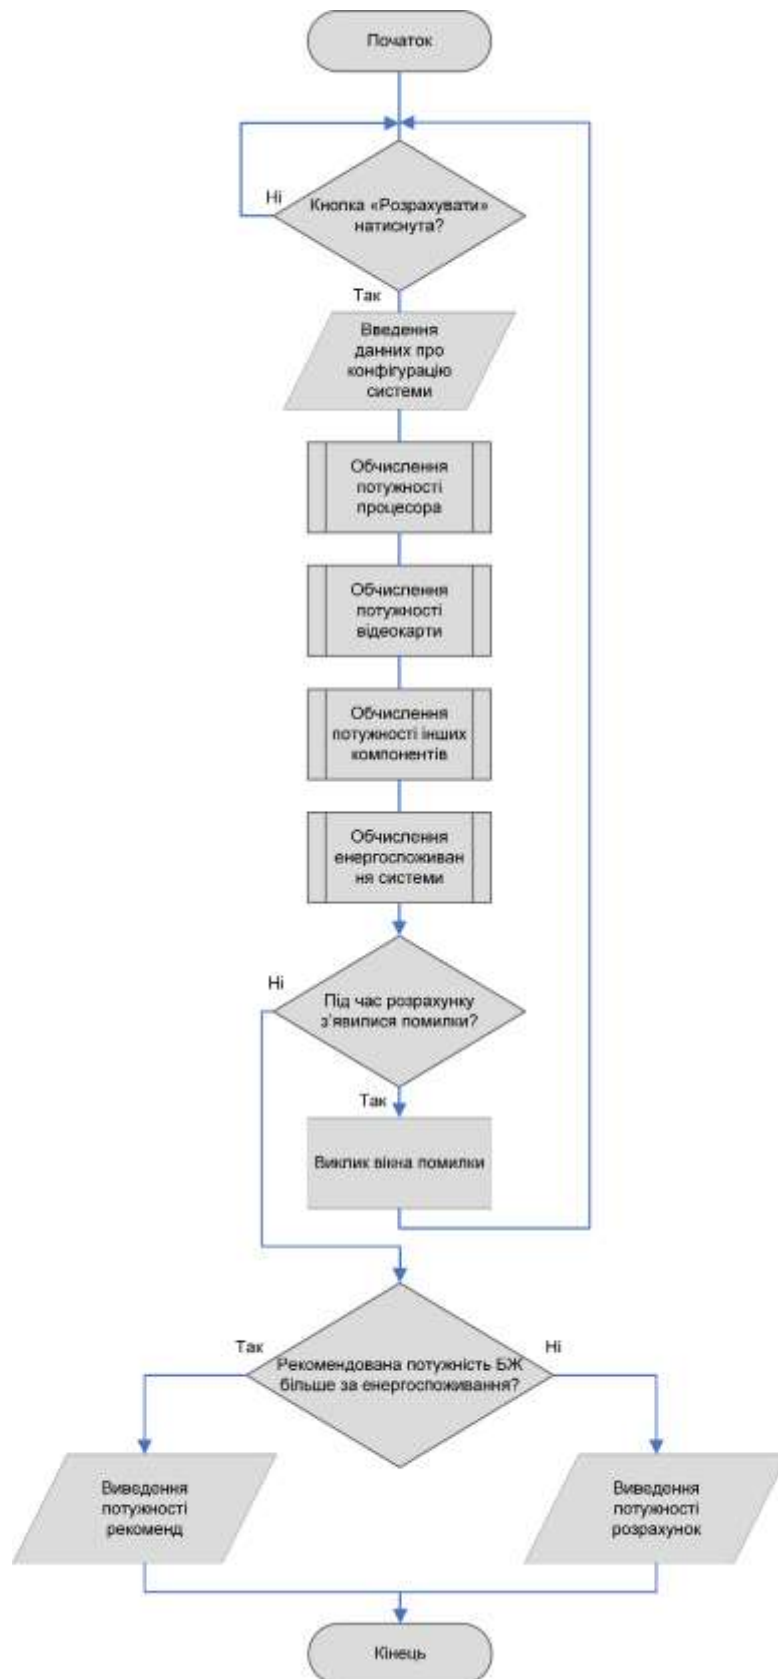 Початок
Ні
Кнопка «Розрахувати»
натиснута?
Так
Введення
данних про
конфігурацію
системи
Обчислення
потужності
процесора
Обчислення
потужності
відеокарти
Обчислення
потужності інших
компонентів
Обчислення
енергоспоживан
ня системи
Ні
Під час розрахунку
з'явилися помилки?
Так
Виклик вікна помилки
Так
Ні
Рекомендована потужність БЖ
більше за енергоспоживання?
Виведення
потужності
рекоменд
Виведення
потужності
розрахунок
Кінець